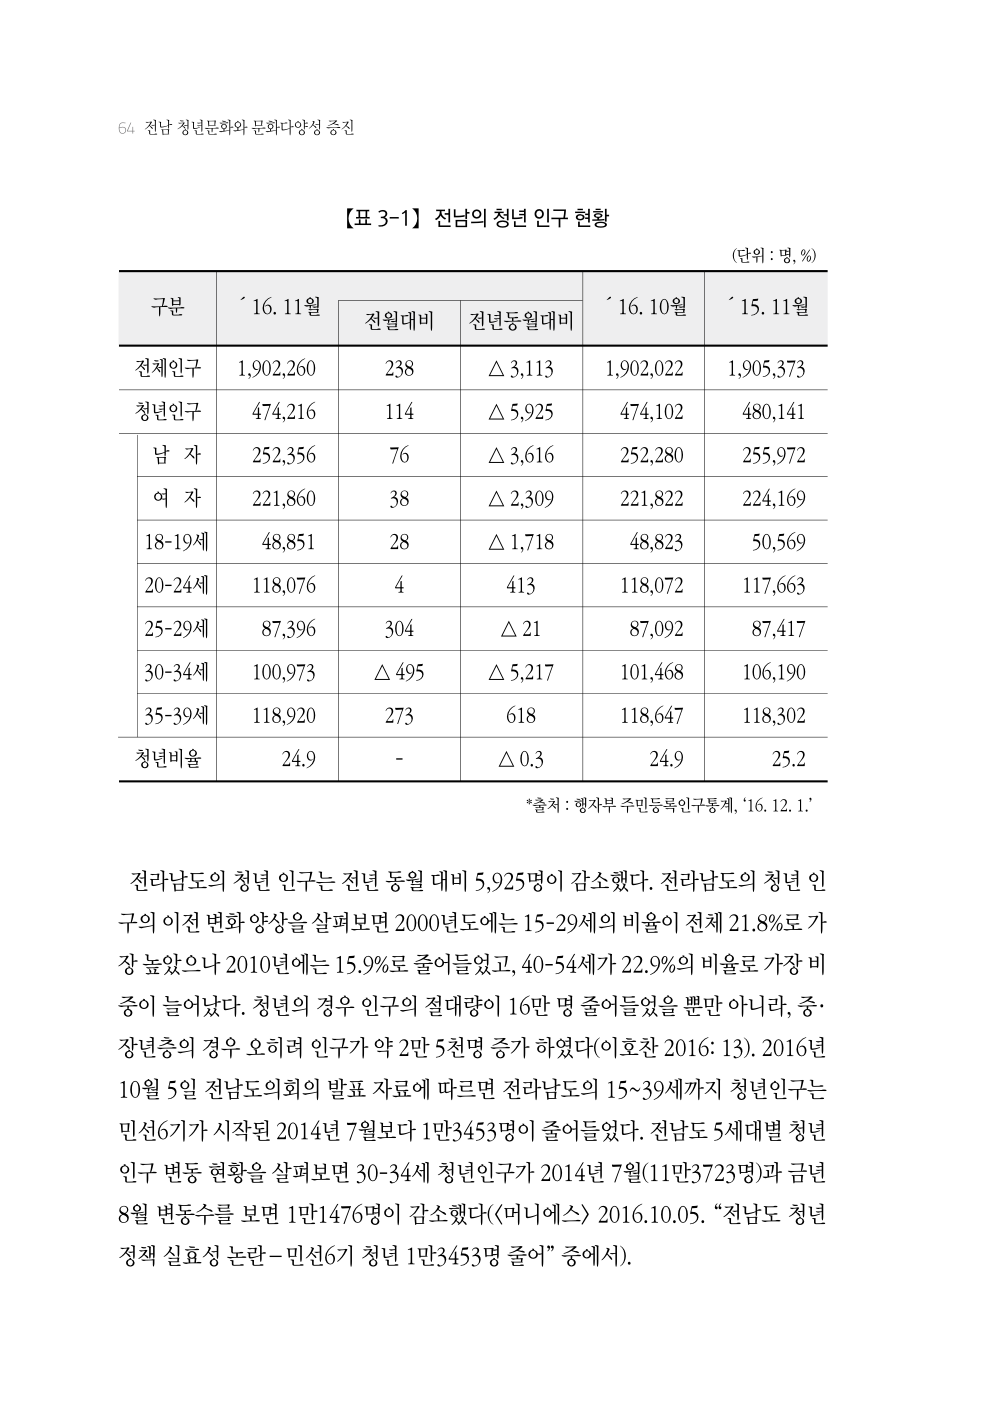 64 전남 청년문화와 문화다양성 증진
【표 3-1】 전남의 청년 인구 현황
(단위 : 명, %)
구분 ´16. 11월 전월대비 전년동월대비 ´16. 10월 ´15. 11월
전체인구 1,902,260 238 △ 3,113 1,902,022 1,905,373
청년인구 474,216 114 △ 5,925 474,102 480,141
남 자 252,356 76 △ 3,616 252,280 255,972
여 자 221,860 38 △ 2,309 221,822 224,169
18-19세 48,851 28 △ 1,718 48,823 50,569
20-24세 118,076 4 413 118,072 117,663
25-29세 87,396 304 △ 21 87,092 87,417
30-34세 100,973 △ 495 △ 5,217 101,468 106,190
35-39세 118,920 273 618 118,647 118,302
청년비율 24.9 - △ 0.3 24.9 25.2
*출처 : 행자부 주민등록인구통계, ‘16. 12. 1.’
전라남도의 청년 인구는 전년 동월 대비 5,925명이 감소했다. 전라남도의 청년 인
구의 이전 변화 양상을 살펴보면 2000년도에는 15-29세의 비율이 전체 21.8%로 가
장 높았으나 2010년에는 15.9%로 줄어들었고, 40-54세가 22.9%의 비율로 가장 비
중이 늘어났다. 청년의 경우 인구의 절대량이 16만 명 줄어들었을 뿐만 아니라, 중·
장년층의 경우 오히려 인구가 약 2만 5천명 증가 하였다(이호찬 2016: 13). 2016년
10월 5일 전남도의회의 발표 자료에 따르면 전라남도의 15~39세까지 청년인구는
민선6기가 시작된 2014년 7월보다 1만3453명이 줄어들었다. 전남도 5세대별 청년
인구 변동 현황을 살펴보면 30-34세 청년인구가 2014년 7월(11만3723명)과 금년
8월 변동수를 보면 1만1476명이 감소했다(〈머니에스〉 2016.10.05. “전남도 청년
정책 실효성 논란–민선6기 청년 1만3453명 줄어” 중에서).